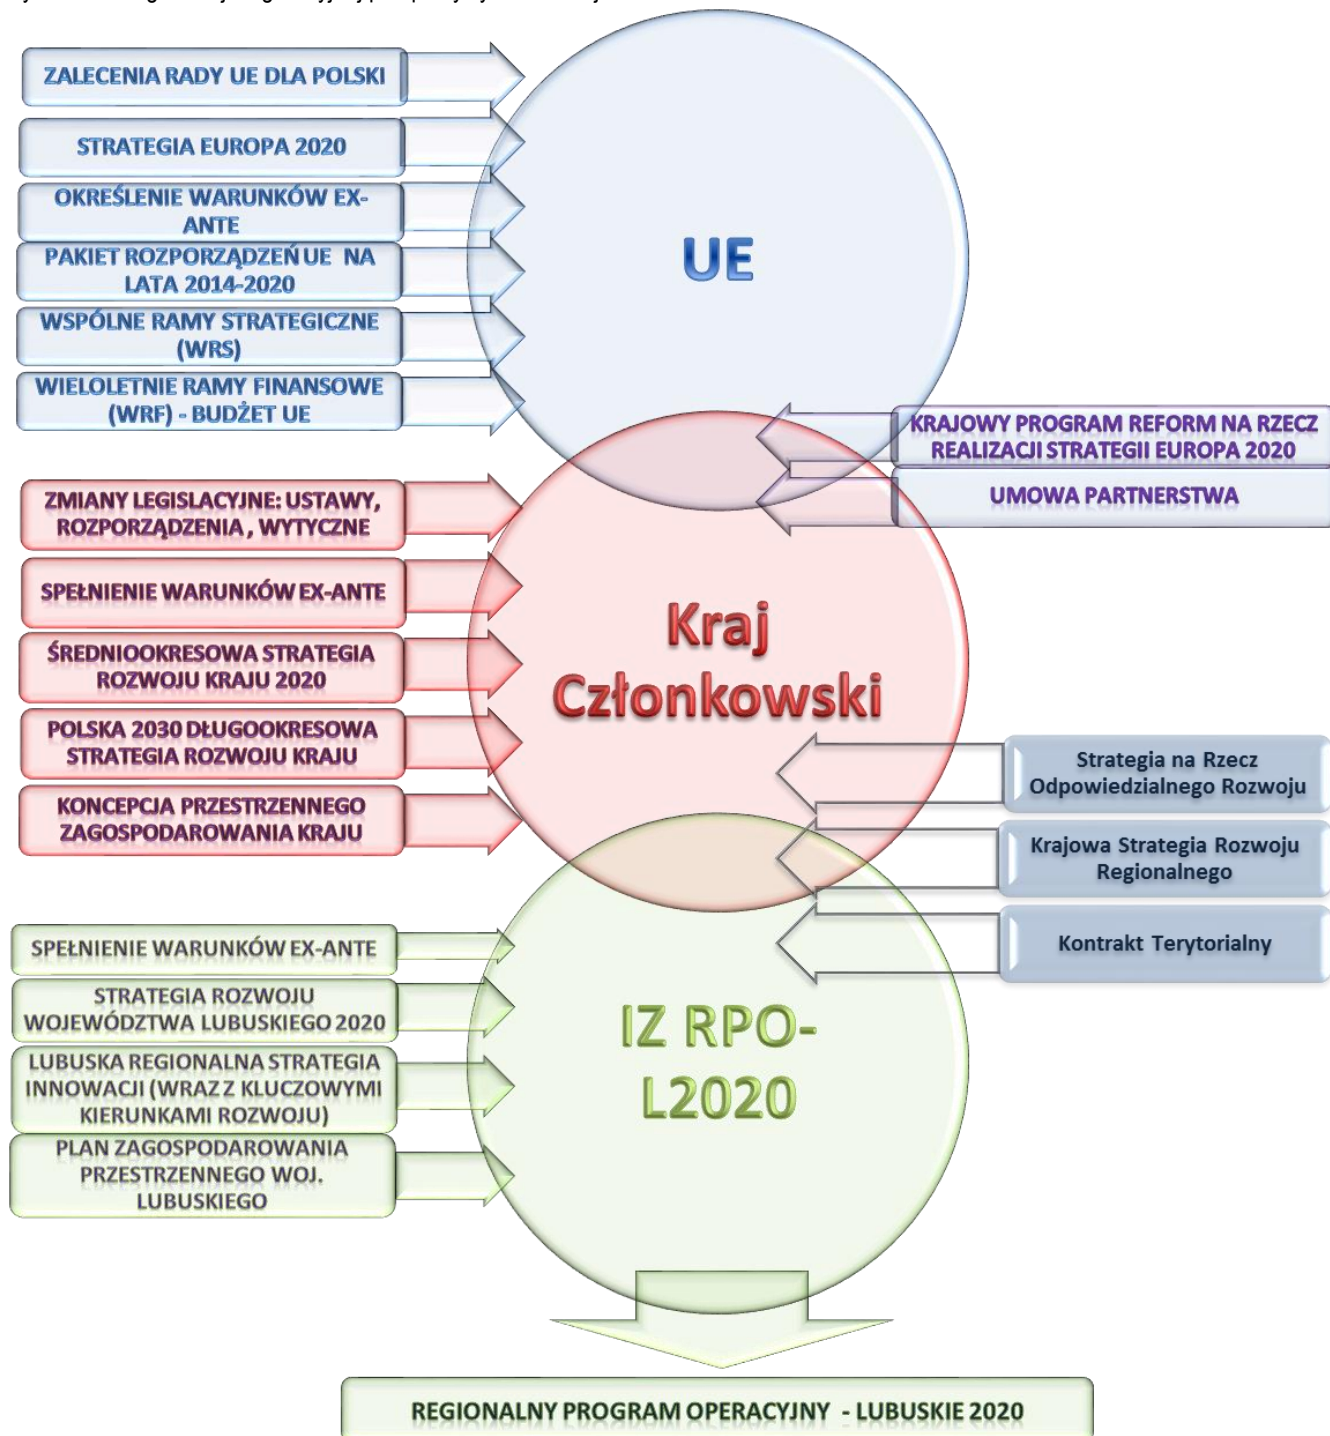 ZALECENIA RADY UE DLA POLSKI
STRATEGIA EUROPA 2020
OKREŚLENIE WARUNKÓW EX-
ANTE
PAKIET ROZPORZĄDZEŃ UE NA
LATA 2014-2020
WSPÓLNE RAMY STRATEGICZNE
(WRS)
WIELOLETNIE RAMY FINANSOWE
(WRF) - BUDŻET UE
UE
KRAJOWY PROGRAM REFORM NA RZECZ
REALIZACJI STRATEGII EUROPA 2020
UMOWA PARTNERSTWA
ZMIANY LEGISLACYJNE: USTAWY,
ROZPORZĄDZENIA , WYTYCZNE
SPEŁNIENIE WARUNKÓW EX-ANTE
ŚREDNIOOKRESOWA STRATEGIA
ROZWOJU KRAJU 2020
POLSKA 2030 DŁUGOOKRESOWA
STRATEGIA ROZWOJU KRAJU
KONCEPCJA PRZESTRZENNEGO
ZAGOSPODAROWANIA KRAJU
Kraj
Członkowski
Strategia na Rzecz
Odpowiedzialnego Rozwoju
Krajowa Strategia Rozwoju
Regionalnego
Kontrakt Terytorialny
SPEŁNIENIE WARUNKÓW EX-ANTE
STRATEGIA ROZWOJU
WOJEWÓDZTWA LUBUSKIEGO 2020
LUBUSKA REGIONALNA STRATEGIA
INNOWACJI (WRAZ Z KLUCZOWYMI
KIERUNKAMI ROZWOJU)
PLAN ZAGOSPODAROWANIA
PRZESTRZENNEGO WOJ.
LUBUSKIEGO
IZ RPO-
L2020
REGIONALNY PROGRAM OPERACYJNY - LUBUSKIE 2020